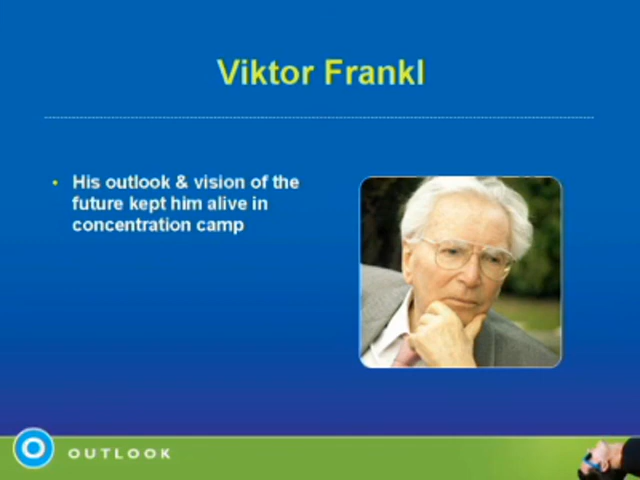 Viktor Frankl
• His outlook & vision of the
future kept him alive in
concentration camp
OUTLOOK